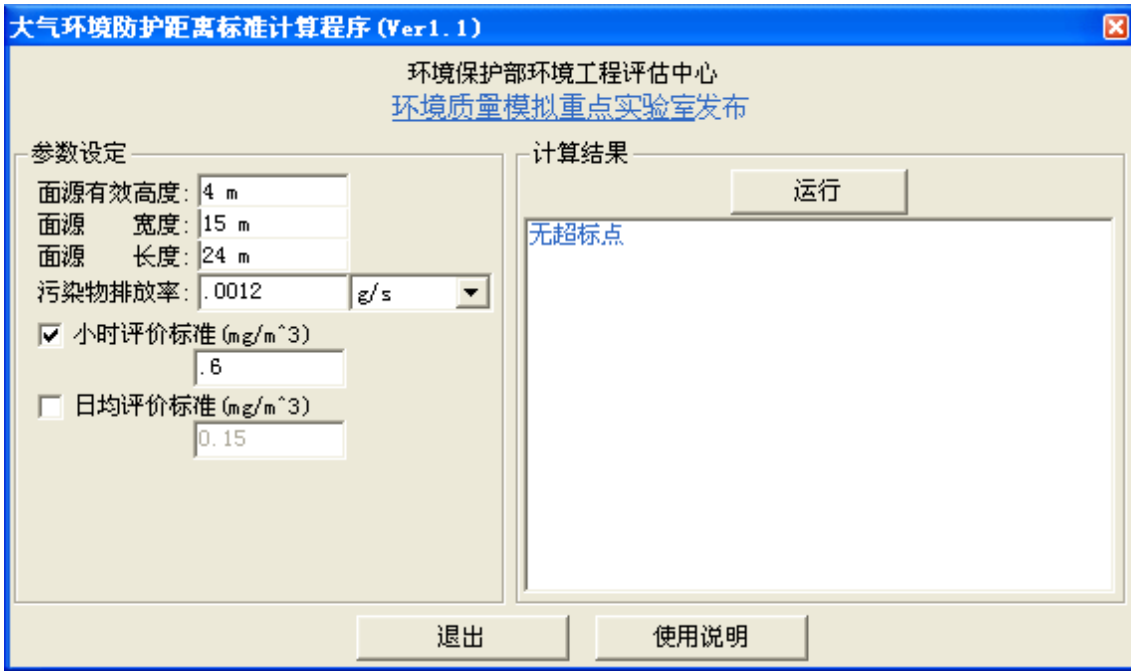 大气环境防护距离标准计算程序(Ver1.1)
环境保护部环境工程评估中心
环境质量模拟重点实验室发布
参数设定
面源有效高度: 4 m
面源 宽度: 15 m
面源 长度: 24 m
污染物排放率: .0012 g/s
小时评价标准(mg/m^3)
.6
日均评价标准(mg/m^3)
0.15
计算结果
运行
无超标点
退出 使用说明